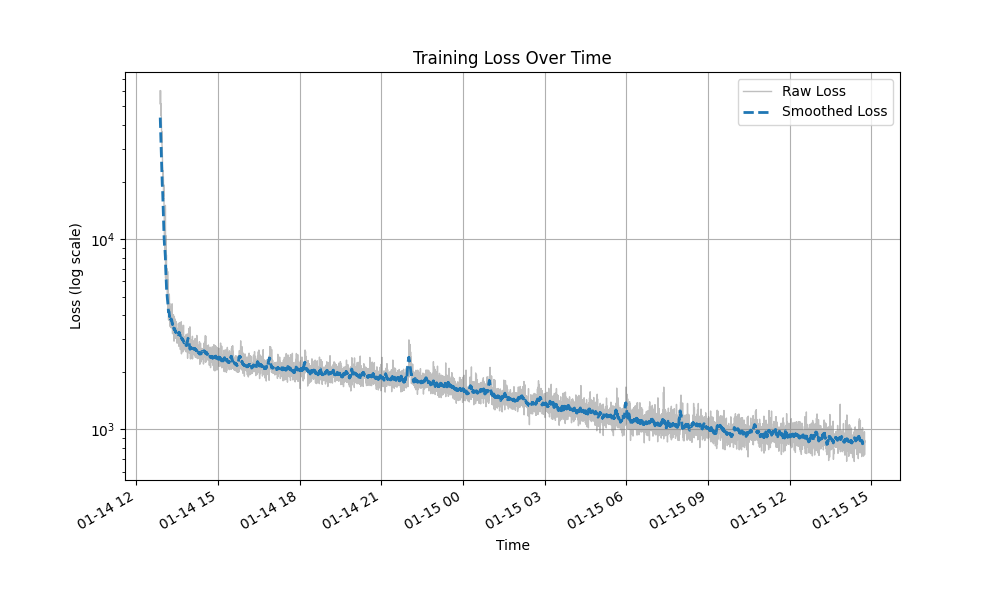 Training Loss Over Time
Raw Loss
Smoothed Loss
Loss (log scale)
10⁴
10³
01-14 12
01-14 15
01-14 18
01-14 21
01-15 00
01-15 03
01-15 06
01-15 09
01-15 12
01-15 15
Time